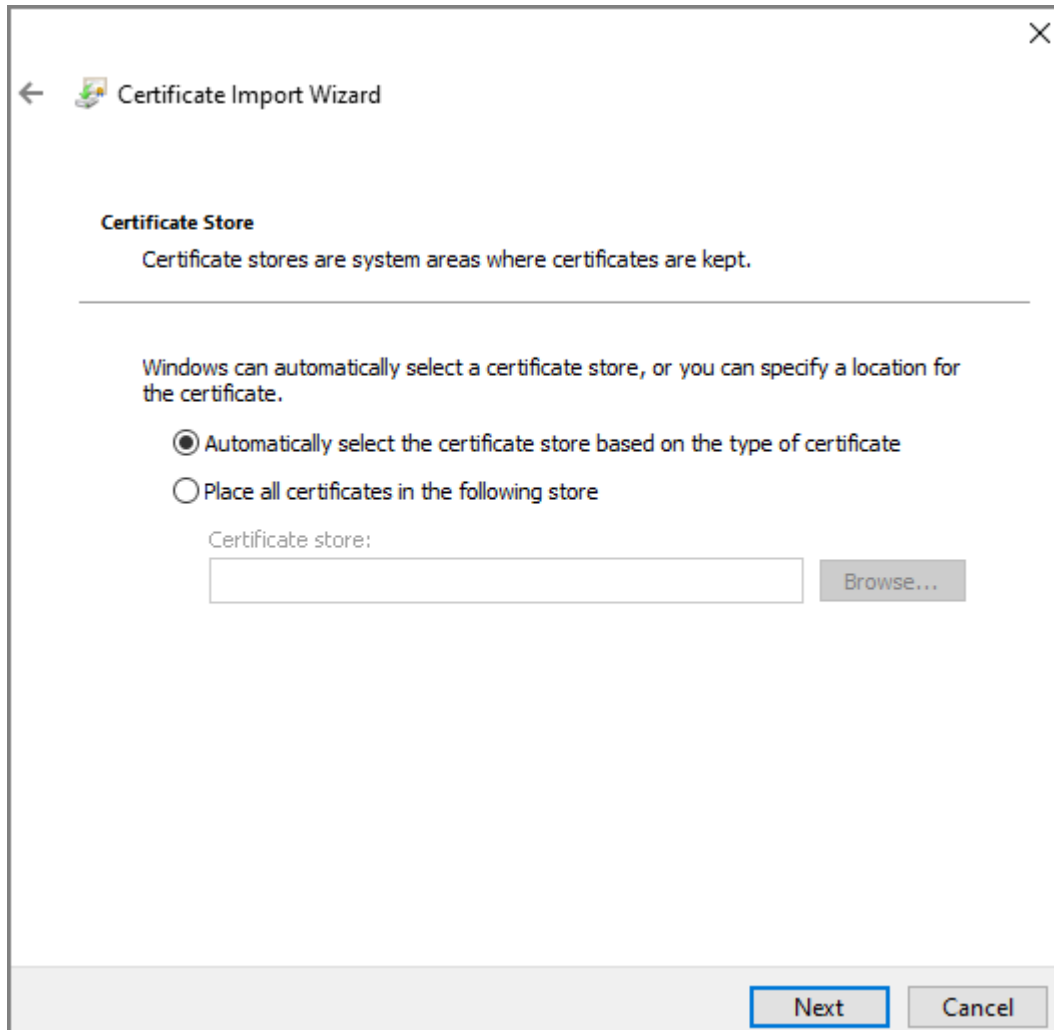 Certificate Import Wizard
Certificate Store
Certificate stores are system areas where certificates are kept.
Windows can automatically select a certificate store, or you can specify a location for
the certificate.
Automatically select the certificate store based on the type of certificate
Place all certificates in the following store
Certificate store:
Browse...
Next
Cancel